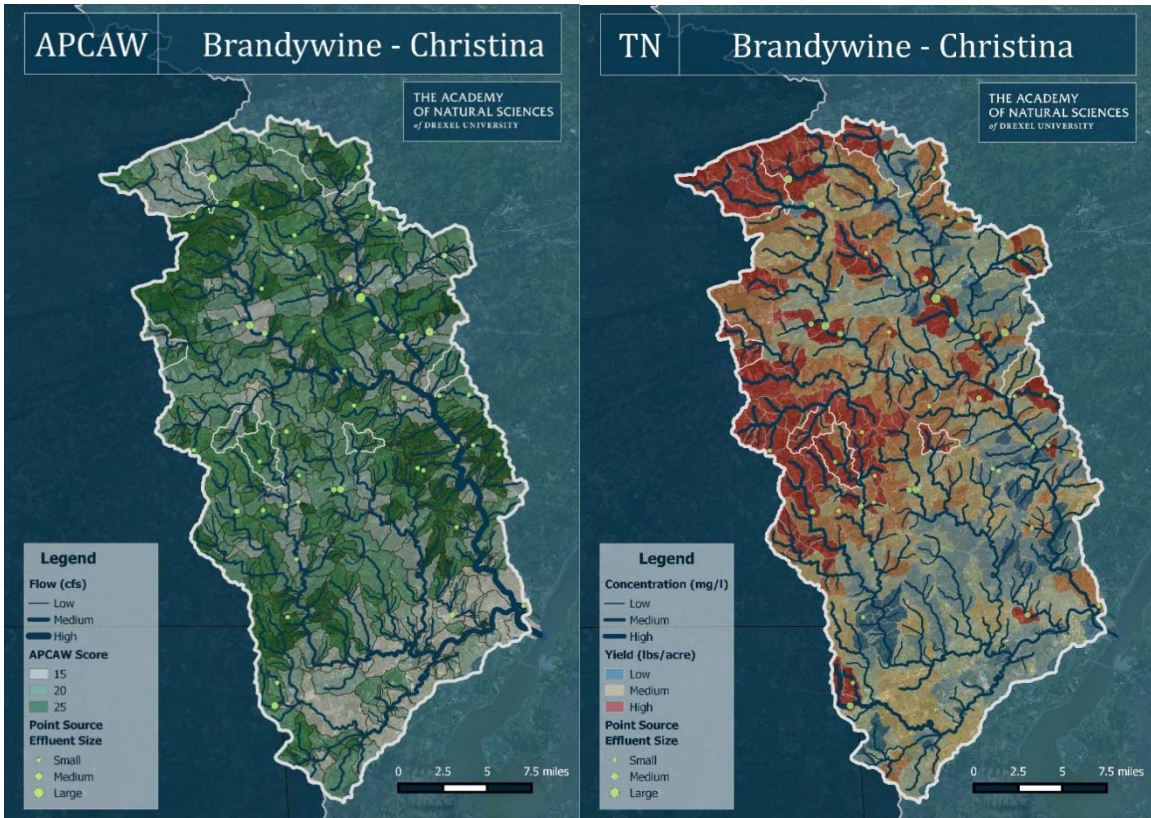 APCAW
Brandywine - Christina
THE ACADEMY
OF NATURAL SCIENCES
of DREXEL UNIVERSITY
Legend
Flow (cfs)
Low
Medium
High
APCAW Score
15
20
25
Point Source
Effluent Size
Small
Medium
Large
0 2.5 5 7.5 miles
TN
Brandywine - Christina
THE ACADEMY
OF NATURAL SCIENCES
of DREXEL UNIVERSITY
Legend
Concentration (mg/l)
Low
Medium
High
Yield (lbs/acre)
Low
Medium
High
Point Source
Effluent Size
Small
Medium
Large
0 2.5 5 7.5 miles